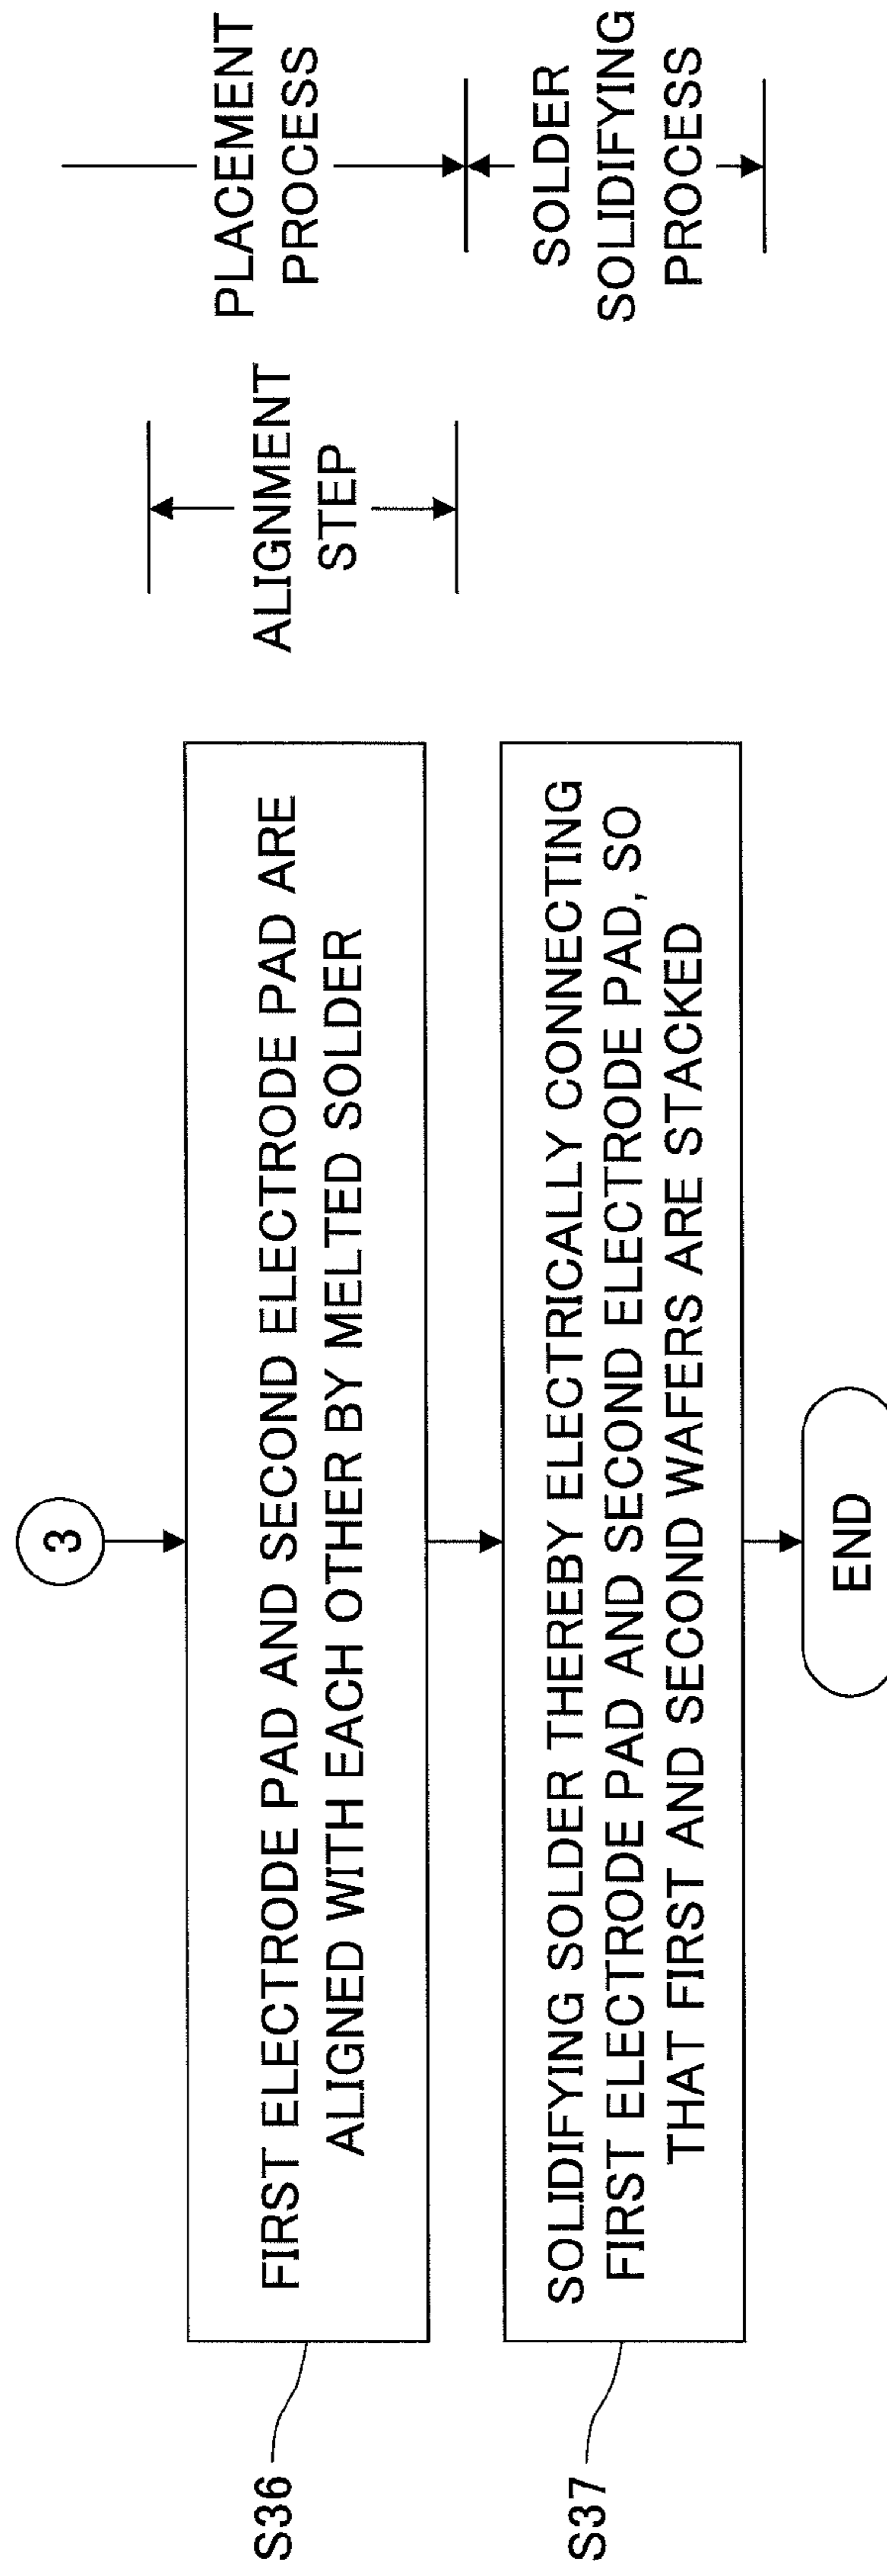 3
S36
FIRST ELECTRODE PAD AND SECOND ELECTRODE PAD ARE
ALIGNED WITH EACH OTHER BY MELTED SOLDER
S37
SOLIDIFYING SOLDER THEREBY ELECTRICALLY CONNECTING
FIRST ELECTRODE PAD AND SECOND ELECTRODE PAD, SO
THAT FIRST AND SECOND WAFERS ARE STACKED
END
ALIGNMENT
STEP
PLACEMENT
PROCESS
SOLDER
SOLIDIFYING
PROCESS